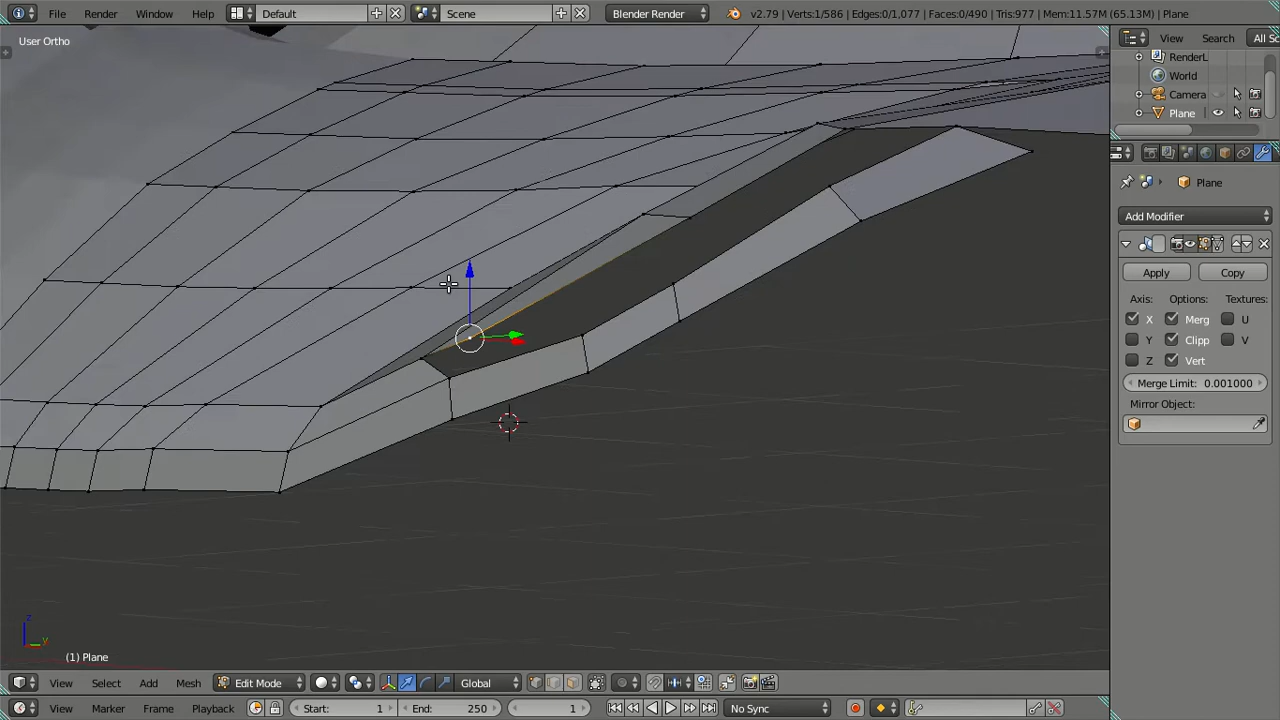 File Render Window Help Default Scene Blender Render v2.79 | Verts:1/586 | Edges:0/1,077 | Faces:0/490 | Tris:977 | Mem:11.57M (65.13M) | Plane
User Ortho
View Search All Sc
RenderL
World
Camera
Plane
Plane
Add Modifier
Apply Copy
Axis: Options: Textures:
X Merg U
Y Clipp V
Z Vert
Merge Limit: 0.001000
Mirror Object:
z
y
(1) Plane
View Select Add Mesh Edit Mode Global
View Marker Frame Playback Start: 1 End: 250 1 No Sync